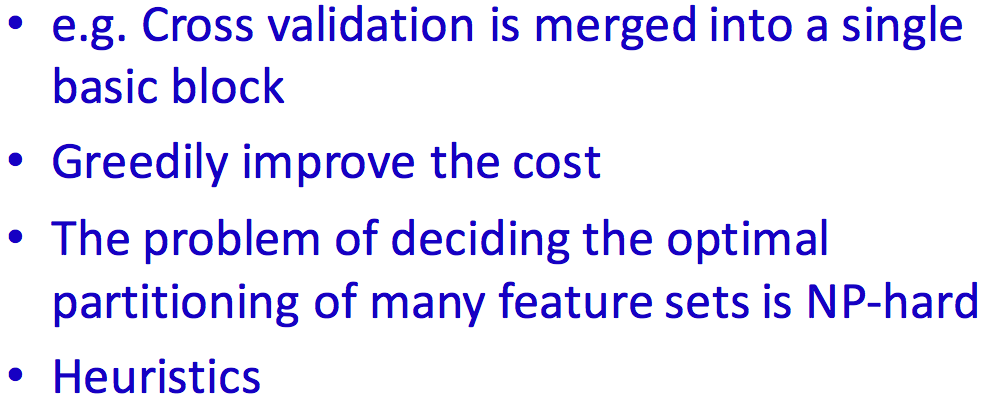 • e.g. Cross validation is merged into a single
basic block
• Greedily improve the cost
• The problem of deciding the optimal
partitioning of many feature sets is NP-hard
• Heuristics